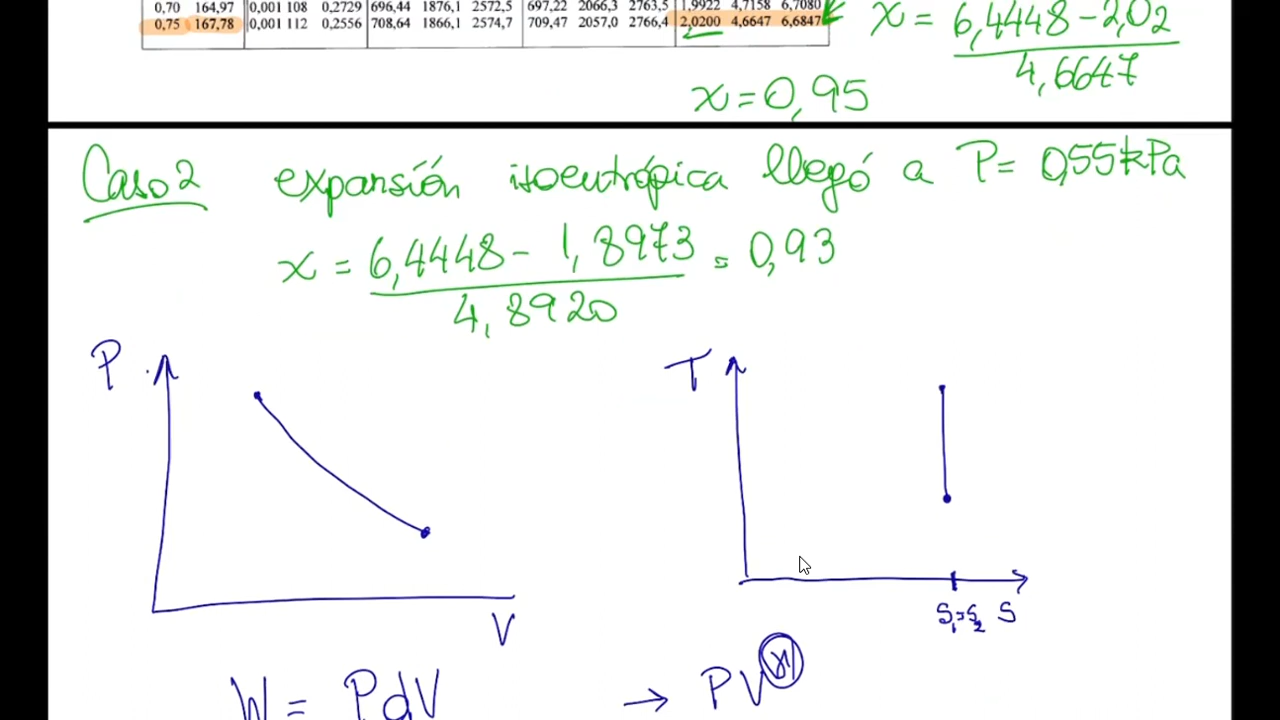 0,70 164,97 0,001 108 0,2729 696,44 1876,1 2572,5 697,22 2066,3 2763,5 1,9922 4,7158 6,7080
0,75 167,78 0,001 112 0,2556 708,64 1866,1 2574,7 709,47 2057,0 2766,4 2,0200 4,6647 6,6847
x = 6,4448 - 2,02
4,6647
x = 0,95
Caso 2 expansión isoentrópica llegó a P = 0,55 kPa
x = 6,4448 - 1,8973 = 0,93
4,8920
P
T
V
S₁=S₂ S
W = PdV → PV